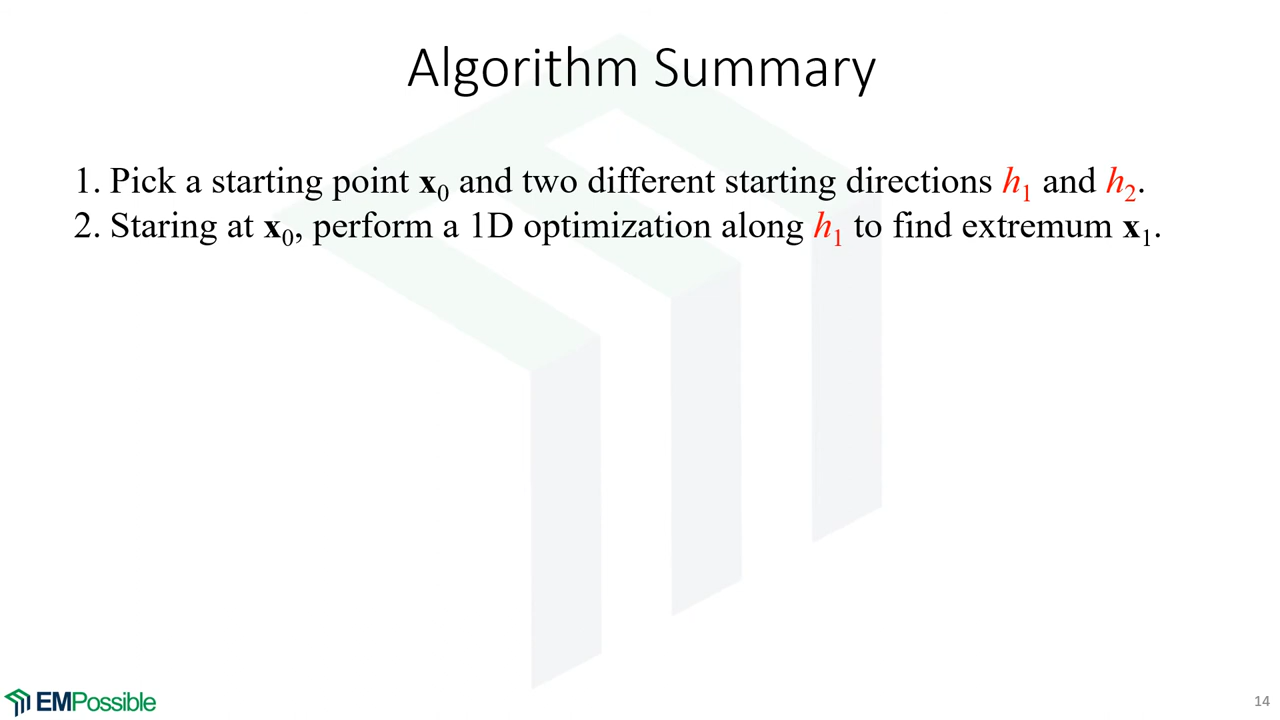 Algorithm Summary
1. Pick a starting point x₀ and two different starting directions h₁ and h₂.
2. Staring at x₀, perform a 1D optimization along h₁ to find extremum x₁.
EMPossible
14